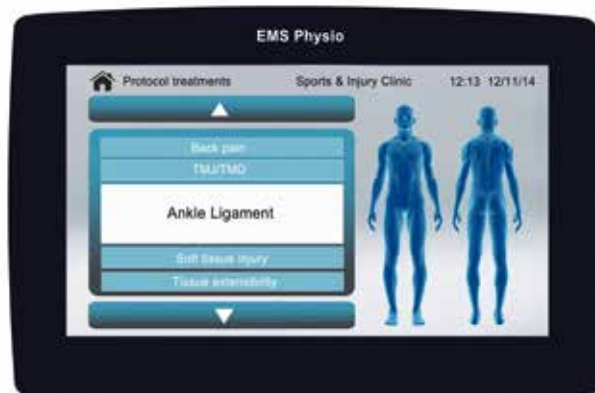 EMS Physio
Protocol treatments Sports & Injury Clinic 12:13 12/11/14
Back pain
TMJ/TMD
Ankle Ligament
Soft tissue injury
Tissue extensibility